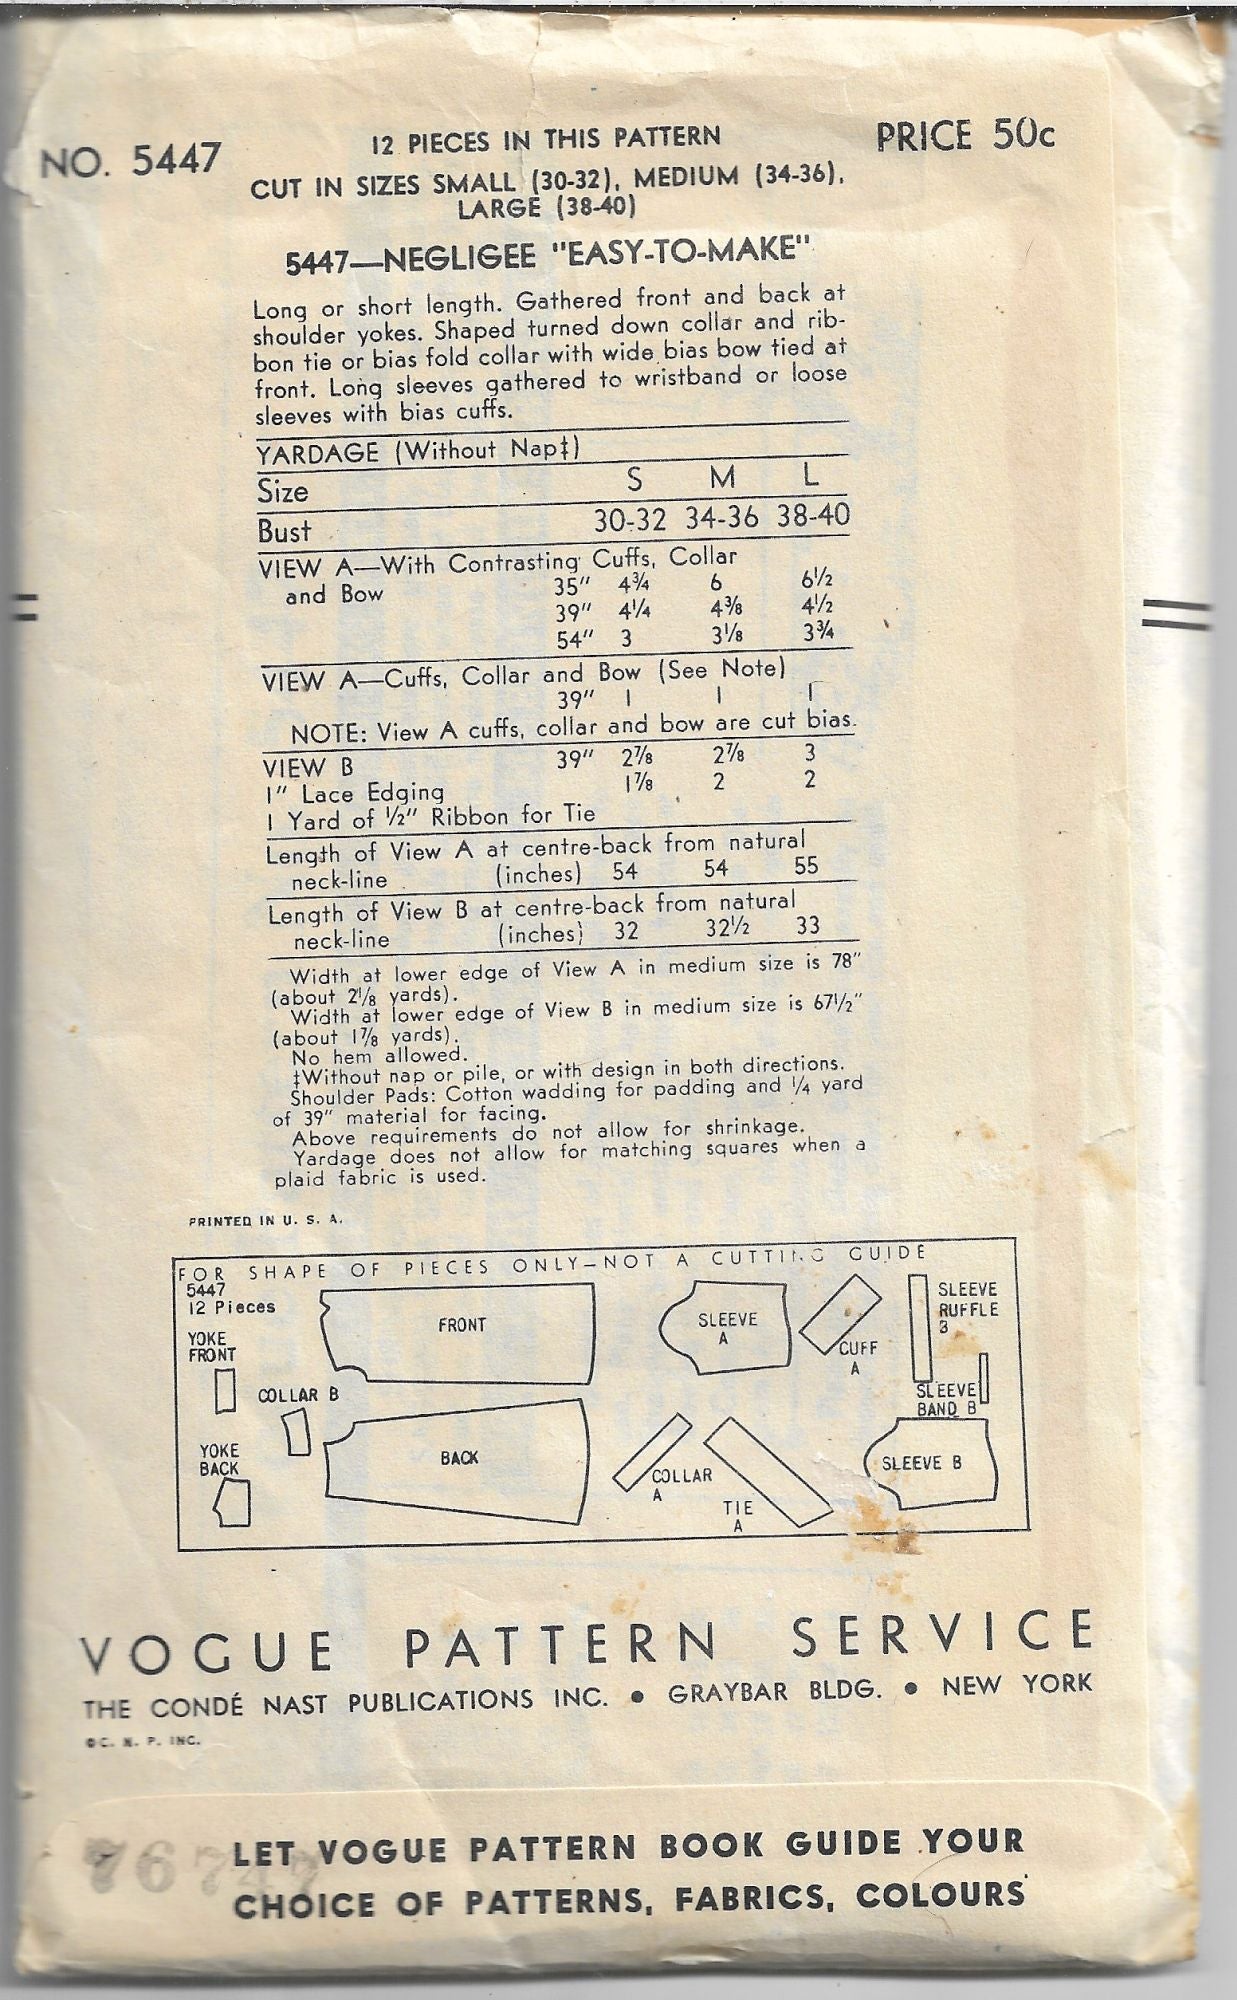 NO. 5447
12 PIECES IN THIS PATTERN
PRICE 50c
CUT IN SIZES SMALL (30-32), MEDIUM (34-36),
LARGE (38-40)
5447—NEGLIGEE "EASY-TO-MAKE"
Long or short length. Gathered front and back at
shoulder yokes. Shaped turned down collar and rib-
bon tie or bias fold collar with wide bias bow tied at
front. Long sleeves gathered to wristband or loose
sleeves with bias cuffs.
YARDAGE (Without Nap‡)
Size S M L
Bust 30-32 34-36 38-40
VIEW A—With Contrasting Cuffs, Collar
and Bow 35" 4¾ 6 6½
39" 4¼ 4⅜ 4½
54" 3 3⅛ 3¾
VIEW A—Cuffs, Collar and Bow (See Note)
39" 1 1 1
NOTE: View A cuffs, collar and bow are cut bias.
VIEW B 39" 2⅞ 2⅞ 3
1" Lace Edging 1⅞ 2 2
1 Yard of ½" Ribbon for Tie
Length of View A at centre-back from natural
neck-line (inches) 54 54 55
Length of View B at centre-back from natural
neck-line (inches) 32 32½ 33
Width at lower edge of View A in medium size is 78"
(about 2⅛ yards).
Width at lower edge of View B in medium size is 67½"
(about 1⅞ yards).
No hem allowed.
‡Without nap or pile, or with design in both directions.
Shoulder Pads: Cotton wadding for padding and ¼ yard
of 39" material for facing.
Above requirements do not allow for shrinkage.
Yardage does not allow for matching squares when a
plaid fabric is used.
PRINTED IN U. S. A.
FOR SHAPE OF PIECES ONLY—NOT A CUTTING GUIDE
5447
12 Pieces
YOKE
FRONT
COLLAR B
YOKE
BACK
FRONT
BACK
SLEEVE
A
CUFF
A
SLEEVE
RUFFLE
B
SLEEVE
BAND B
COLLAR
A
TIE
A
SLEEVE B
VOGUE PATTERN SERVICE
THE CONDÉ NAST PUBLICATIONS INC. • GRAYBAR BLDG. • NEW YORK
©C. N. P. INC.
LET VOGUE PATTERN BOOK GUIDE YOUR
CHOICE OF PATTERNS, FABRICS, COLOURS